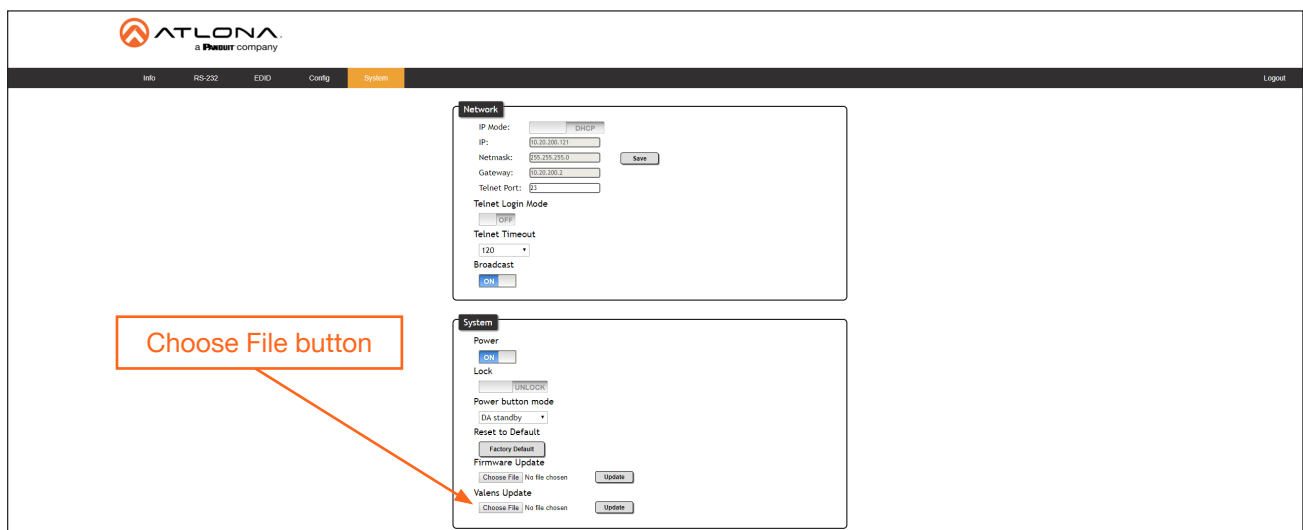 ATLONA.
a PANDUIT company
Info RS-232 EDID Config System Logout
Network
IP Mode: DHCP
IP: 10.20.200.121
Netmask: 255.255.255.0 Save
Gateway: 10.20.200.2
Telnet Port: 23
Telnet Login Mode
OFF
Telnet Timeout
120
Broadcast
ON
System
Power
ON
Choose File button
Lock
UNLOCK
Power button mode
DA standby
Reset to Default
Factory Default
Firmware Update
Choose File No file chosen Update
Valens Update
Choose File No file chosen Update